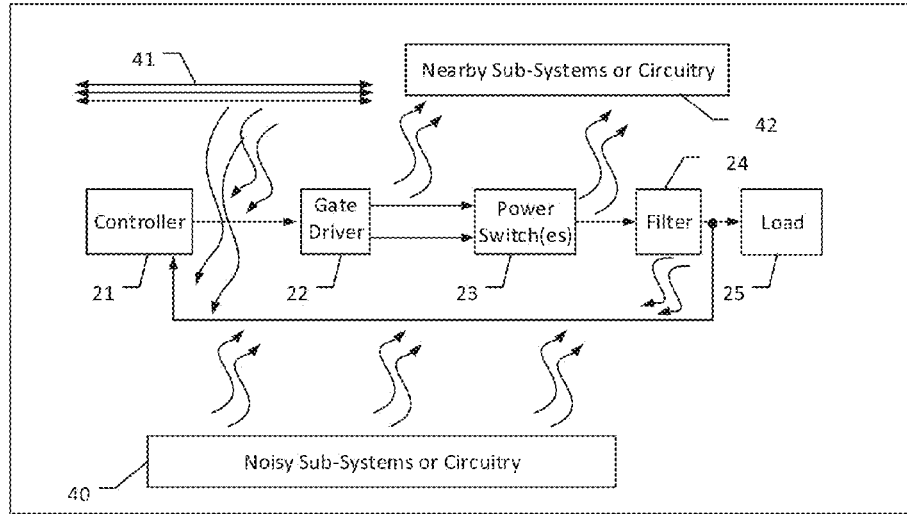 41
Nearby Sub-Systems or Circuitry
42
24
Controller
Gate
Driver
Power
Switch(es)
Filter
Load
21
22
23
25
Noisy Sub-Systems or Circuitry
40